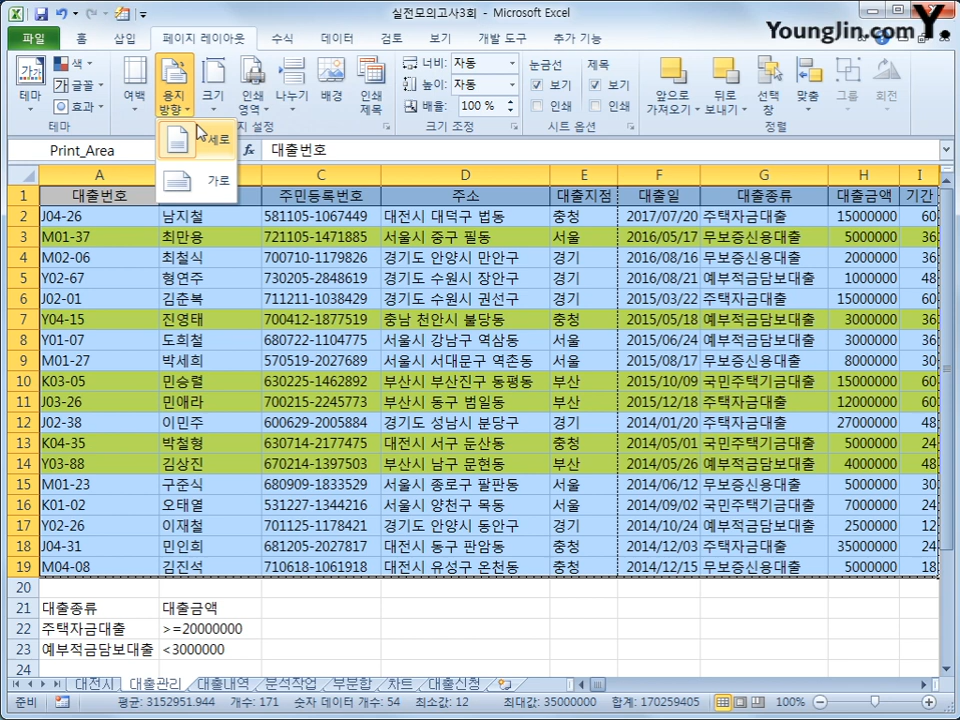 실전모의고사3회 - Microsoft Excel
Younglin.com Y.
파일 홈 삽입 페이지 레이아웃 수식 데이터 검토 보기 개발 도구 추가 기능
테마 색 글꼴 효과
여백 용지 방향 크기 인쇄 영역 나누기 배경 인쇄 제목
너비: 자동
높이: 자동
배율: 100 %
눈금선 제목
보기 보기
인쇄 인쇄
앞으로 가져오기 뒤로 보내기 선택 창 맞춤 그룹 회전
테마 지 설정 크기 조정 시트 옵션 정렬
세로
가로
Print_Area fx 대출번호
A C D E F G H I
1 대출번호 주민등록번호 주소 대출지점 대출일 대출종류 대출금액 기간
2 J04-26 남지철 581105-1067449 대전시 대덕구 법동 충청 2017/07/20 주택자금대출 15000000 60
3 M01-37 최만용 721105-1471885 서울시 중구 필동 서울 2016/05/17 무보증신용대출 5000000 36
4 M02-06 최철식 700710-1179826 경기도 안양시 만안구 경기 2016/08/16 무보증신용대출 2000000 36
5 Y02-67 형연주 730205-2848619 경기도 수원시 장안구 경기 2016/08/21 예부적금담보대출 1000000 48
6 J02-01 김춘복 711211-1038429 경기도 수원시 권선구 경기 2015/03/22 주택자금대출 15000000 60
7 Y04-15 진영태 700412-1877519 충남 천안시 불당동 충청 2015/05/18 예부적금담보대출 3000000 36
8 Y01-07 도희철 680722-1104775 서울시 강남구 역삼동 서울 2015/06/24 예부적금담보대출 3000000 36
9 M01-27 박세희 570519-2027689 서울시 서대문구 역촌동 서울 2015/08/17 무보증신용대출 8000000 30
10 K03-05 민승렬 630225-1462892 부산시 부산진구 동평동 부산 2015/10/09 국민주택기금대출 15000000 60
11 J03-26 민애라 700215-2245773 부산시 동구 범일동 부산 2015/12/18 주택자금대출 12000000 60
12 J02-38 이민주 600629-2005884 경기도 성남시 분당구 경기 2014/01/20 주택자금대출 27000000 48
13 K04-35 박철형 630714-2177475 대전시 서구 둔산동 충청 2014/05/01 국민주택기금대출 5000000 24
14 Y03-88 김상진 670214-1397503 부산시 남구 문현동 부산 2014/05/26 예부적금담보대출 4000000 48
15 M01-23 구준식 680909-1833529 서울시 종로구 팔판동 서울 2014/06/12 무보증신용대출 5000000 30
16 K01-02 오태열 531227-1344216 서울시 양천구 목동 서울 2014/09/02 국민주택기금대출 7000000 24
17 Y02-26 이재철 701125-1178421 경기도 안양시 동안구 경기 2014/10/24 예부적금담보대출 2500000 12
18 J04-31 민인희 681205-2027817 대전시 동구 판암동 충청 2014/12/03 주택자금대출 35000000 24
19 M04-08 김진석 710618-1061918 대전시 유성구 온천동 충청 2014/12/15 무보증신용대출 5000000 18
20
21 대출종류 대출금액
22 주택자금대출 >=20000000
23 예부적금담보대출 <3000000
24
대전시 대출관리 대출내역 분석작업 부분합 차트 대출신청
준비 평균: 3152951.944 개수: 171 숫자 데이터 개수: 54 최소값: 12 최대값: 35000000 합계: 170259405 100%